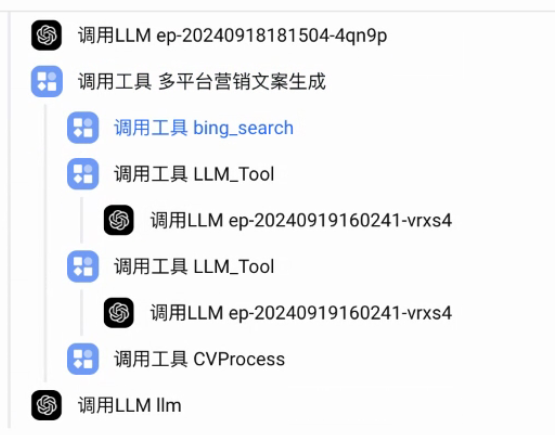 调用LLM ep-20240918181504-4qn9p
调用工具 多平台营销文案生成
调用工具 bing_search
调用工具 LLM_Tool
调用LLM ep-20240919160241-vrxs4
调用工具 LLM_Tool
调用LLM ep-20240919160241-vrxs4
调用工具 CVProcess
调用LLM llm